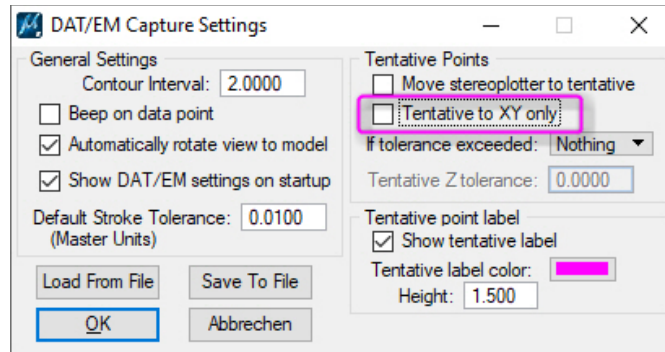 DAT/EM Capture Settings
General Settings
Contour Interval: 2.0000
Beep on data point
Automatically rotate view to model
Show DAT/EM settings on startup
Default Stroke Tolerance: 0.0100
(Master Units)
Load From File Save To File
OK Abbrechen
Tentative Points
Move stereoplotter to tentative
Tentative to XY only
If tolerance exceeded: Nothing
Tentative Z tolerance: 0.0000
Tentative point label
Show tentative label
Tentative label color:
Height: 1.500